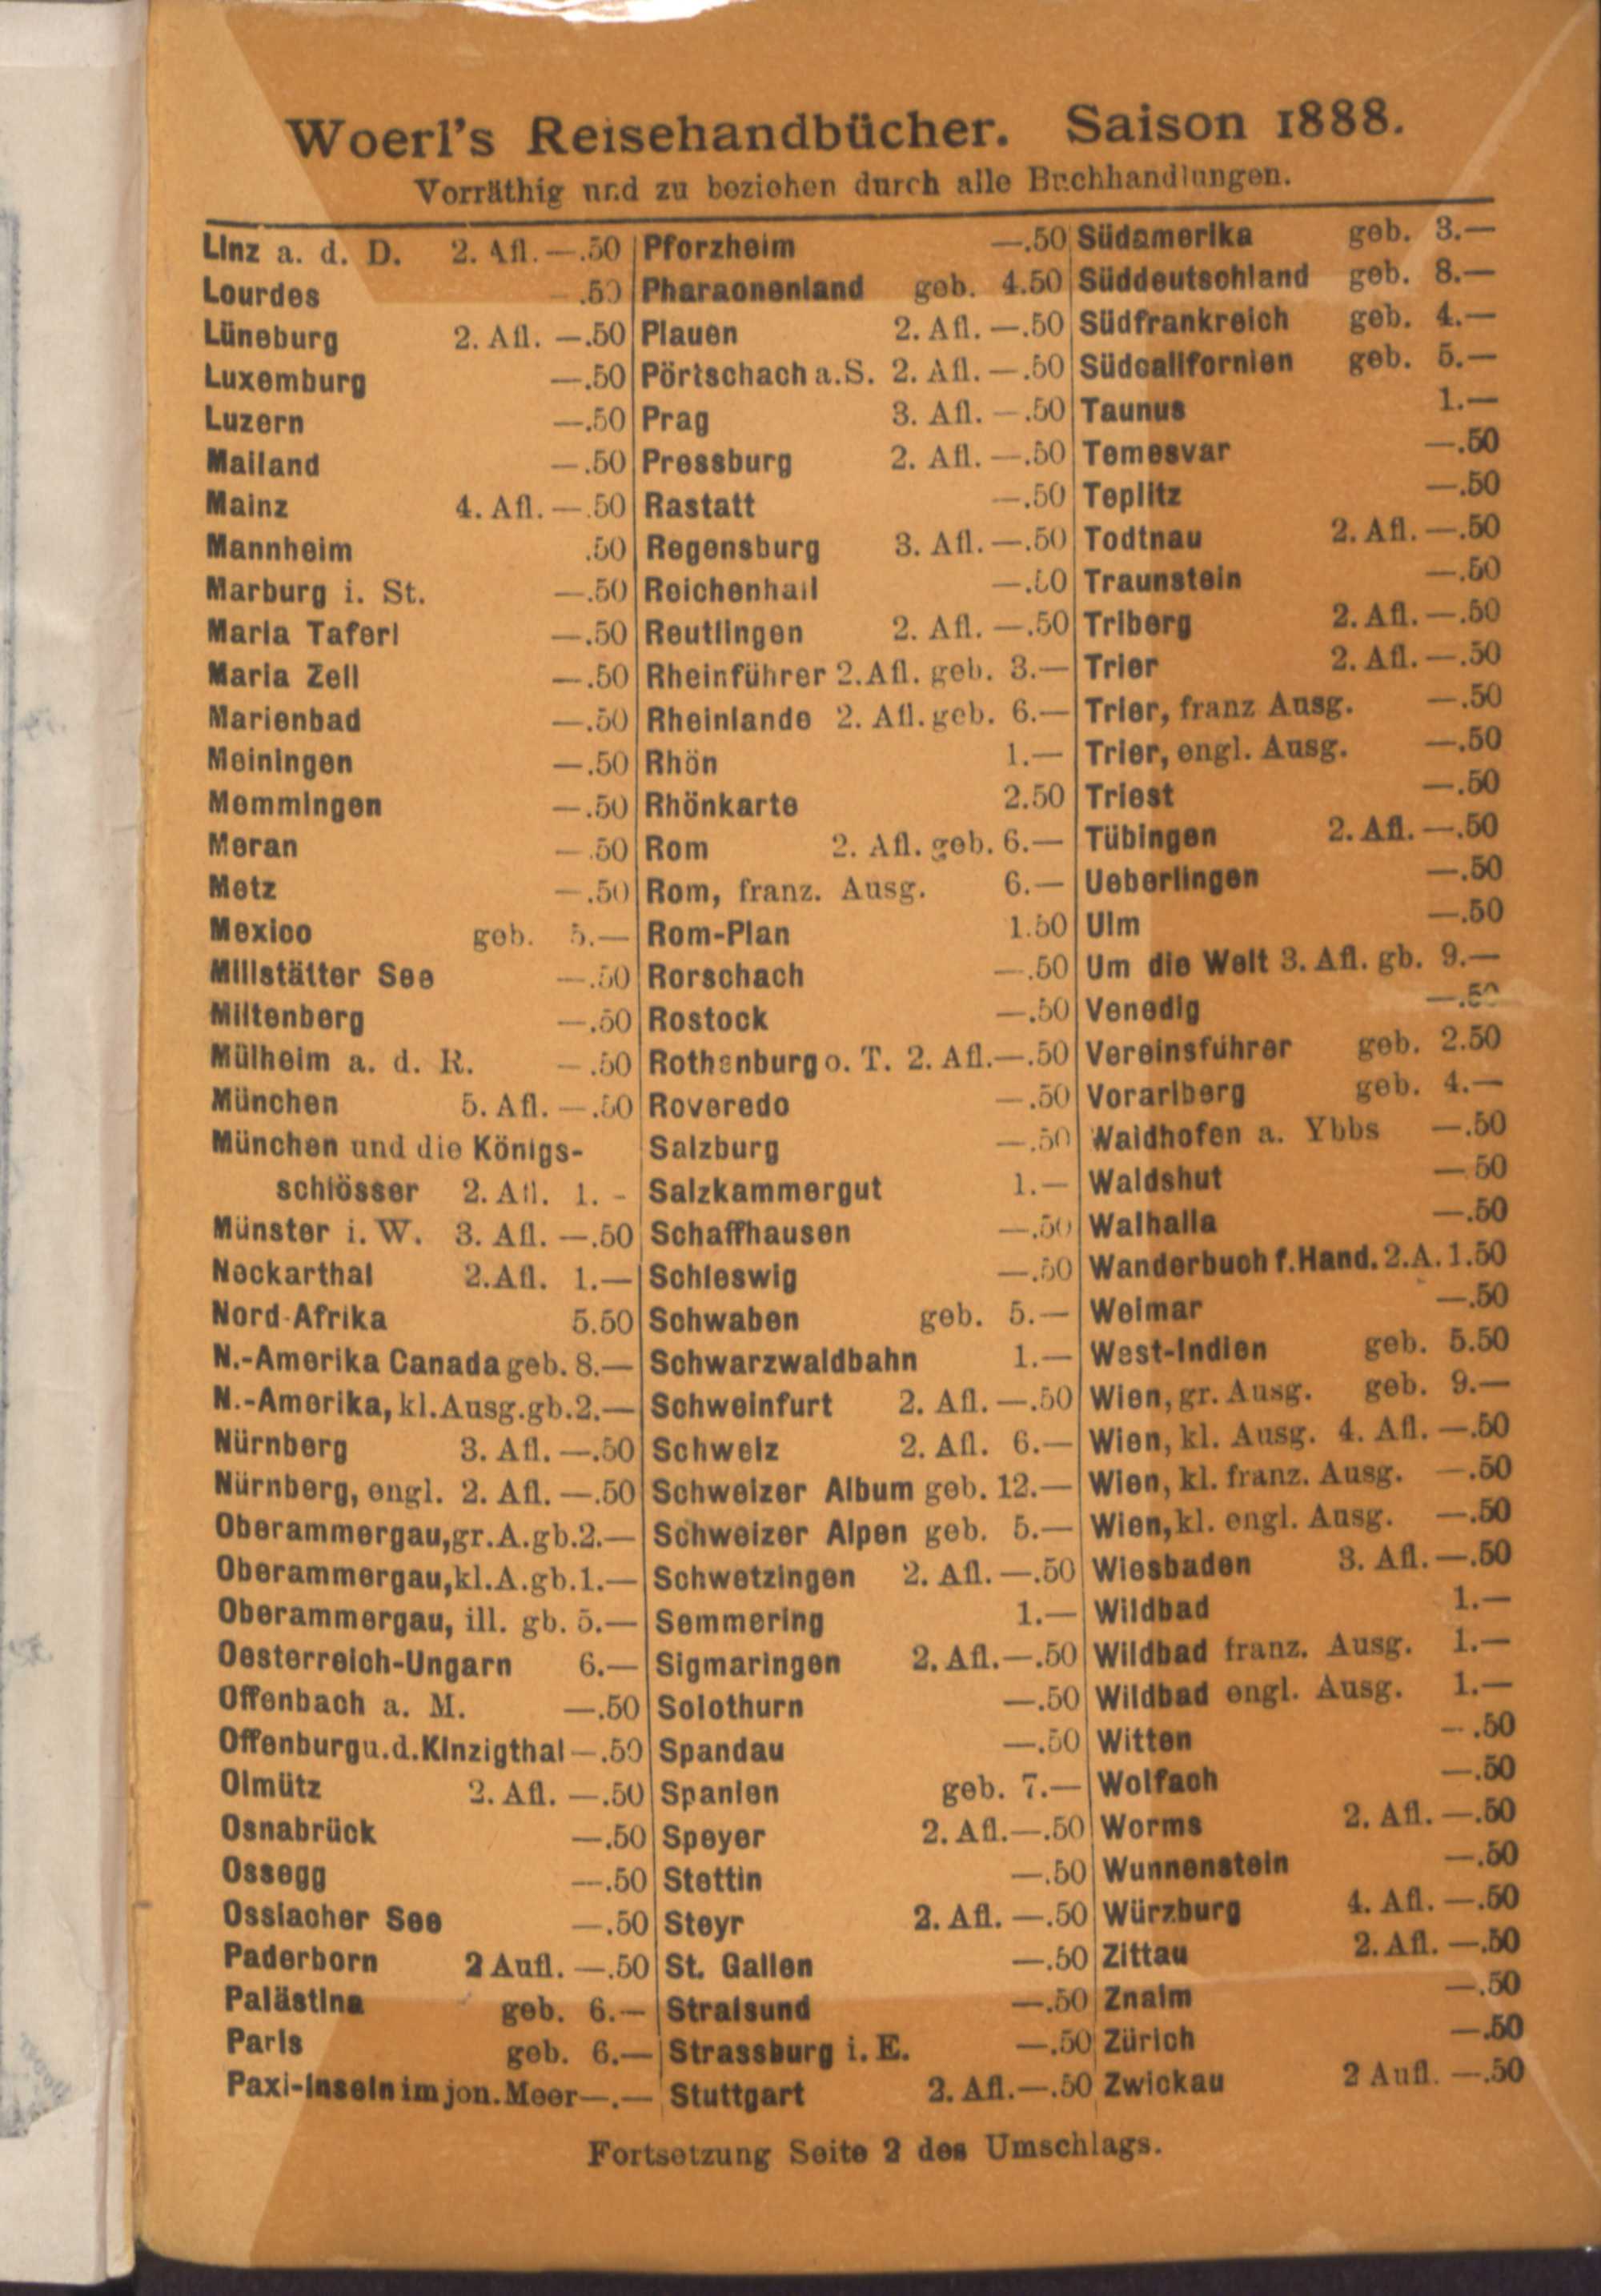 Woerl's Reisehandbücher. Saison 1888.
Vorräthig und zu beziehen durch alle Buchhandlungen.
Linz a. d. D. 2. Afl. —.50
Lourdes —.50
Lüneburg 2. Afl. —.50
Luxemburg —.50
Luzern —.50
Mailand —.50
Mainz 4. Afl. —.50
Mannheim .50
Marburg i. St. —.50
Maria Taferl —.50
Maria Zell —.50
Marienbad —.50
Meiningen —.50
Memmingen —.50
Meran —.50
Metz —.50
Mexico geb. 5.—
Millstätter See —.50
Miltenberg —.50
Mülheim a. d. R. —.50
München 5. Afl. —.50
München und die Königs-
schlösser 2. Afl. 1.-
Münster i. W. 3. Afl. —.50
Neckarthal 2. Afl. 1.—
Nord-Afrika 5.50
N.-Amerika Canada geb. 8.—
N.-Amerika, kl. Ausg. gb. 2.—
Nürnberg 3. Afl. —.50
Nürnberg, engl. 2. Afl. —.50
Oberammergau, gr. A. gb. 2.—
Oberammergau, kl. A. gb. 1.—
Oberammergau, ill. gb. 5.—
Oesterreich-Ungarn 6.—
Offenbach a. M. —.50
Offenburg u. d. Kinzigthal —.50
Olmütz 2. Afl. —.50
Osnabrück —.50
Ossegg —.50
Ossiacher See —.50
Paderborn 2 Aufl. —.50
Palästina geb. 6.—
Paris geb. 6.—
Paxi-Inseln im jon. Meer —.—
Pforzheim —.50
Pharaonenland geb. 4.50
Plauen 2. Afl. —.50
Pörtschach a. S. 2. Afl. —.50
Prag 3. Afl. —.50
Pressburg 2. Afl. —.50
Rastatt —.50
Regensburg 3. Afl. —.50
Reichenhall —.50
Reutlingen 2. Afl. —.50
Rheinführer 2. Afl. geb. 3.—
Rheinlande 2. Afl. geb. 6.—
Rhön 1.—
Rhönkarte 2.50
Rom 2. Afl. geb. 6.—
Rom, franz. Ausg. 6.—
Rom-Plan 1.50
Rorschach —.50
Rostock —.50
Rothenburg o. T. 2. Afl. —.50
Roveredo —.50
Salzburg —.50
Salzkammergut 1.—
Schaffhausen —.50
Schleswig —.50
Schwaben geb. 5.—
Schwarzwaldbahn 1.—
Schweinfurt 2. Afl. —.50
Schweiz 2. Afl. 6.—
Schweizer Album geb. 12.—
Schweizer Alpen geb. 5.—
Schwetzingen 2. Afl. —.50
Semmering 1.—
Sigmaringen 2. Afl. —.50
Solothurn —.50
Spandau —.50
Spanien geb. 7.—
Speyer 2. Afl. —.50
Stettin —.50
Steyr 2. Afl. —.50
St. Gallen —.50
Stralsund —.50
Strassburg i. E. —.50
Stuttgart 2. Afl. —.50
Südamerika geb. 3.—
Süddeutschland geb. 8.—
Südfrankreich geb. 4.—
Südcalifornien geb. 5.—
Taunus 1.—
Temesvar —.50
Teplitz —.50
Todtnau 2. Afl. —.50
Traunstein —.50
Triberg 2. Afl. —.50
Trier 2. Afl. —.50
Trier, franz Ausg. —.50
Trier, engl. Ausg. —.50
Triest —.50
Tübingen 2. Afl. —.50
Ueberlingen —.50
Ulm —.50
Um die Welt 3. Afl. gb. 9.—
Venedig —.50
Vereinsführer geb. 2.50
Vorarlberg geb. 4.—
Waidhofen a. Ybbs —.50
Waldshut —.50
Walhalla —.50
Wanderbuch f. Hand. 2. A. 1.50
Weimar —.50
West-Indien geb. 5.50
Wien, gr. Ausg. geb. 9.—
Wien, kl. Ausg. 4. Afl. —.50
Wien, kl. franz. Ausg. —.50
Wien, kl. engl. Ausg. —.50
Wiesbaden 3. Afl. —.50
Wildbad 1.—
Wildbad franz. Ausg. 1.—
Wildbad engl. Ausg. 1.—
Witten —.50
Wolfach —.50
Worms 2. Afl. —.50
Wunnenstein —.50
Würzburg 4. Afl. —.50
Zittau 2. Afl. —.50
Znaim —.50
Zürich —.50
Zwickau 2 Aufl. —.50
Fortsetzung Seite 2 des Umschlags.